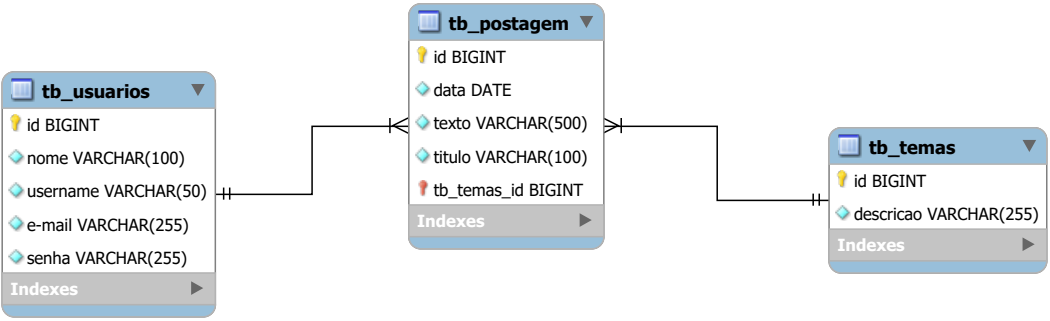 tb_usuarios
id BIGINT
nome VARCHAR(100)
username VARCHAR(50)
e-mail VARCHAR(255)
senha VARCHAR(255)
Indexes
tb_postagem
id BIGINT
data DATE
texto VARCHAR(500)
titulo VARCHAR(100)
tb_temas_id BIGINT
Indexes
tb_temas
id BIGINT
descricao VARCHAR(255)
Indexes